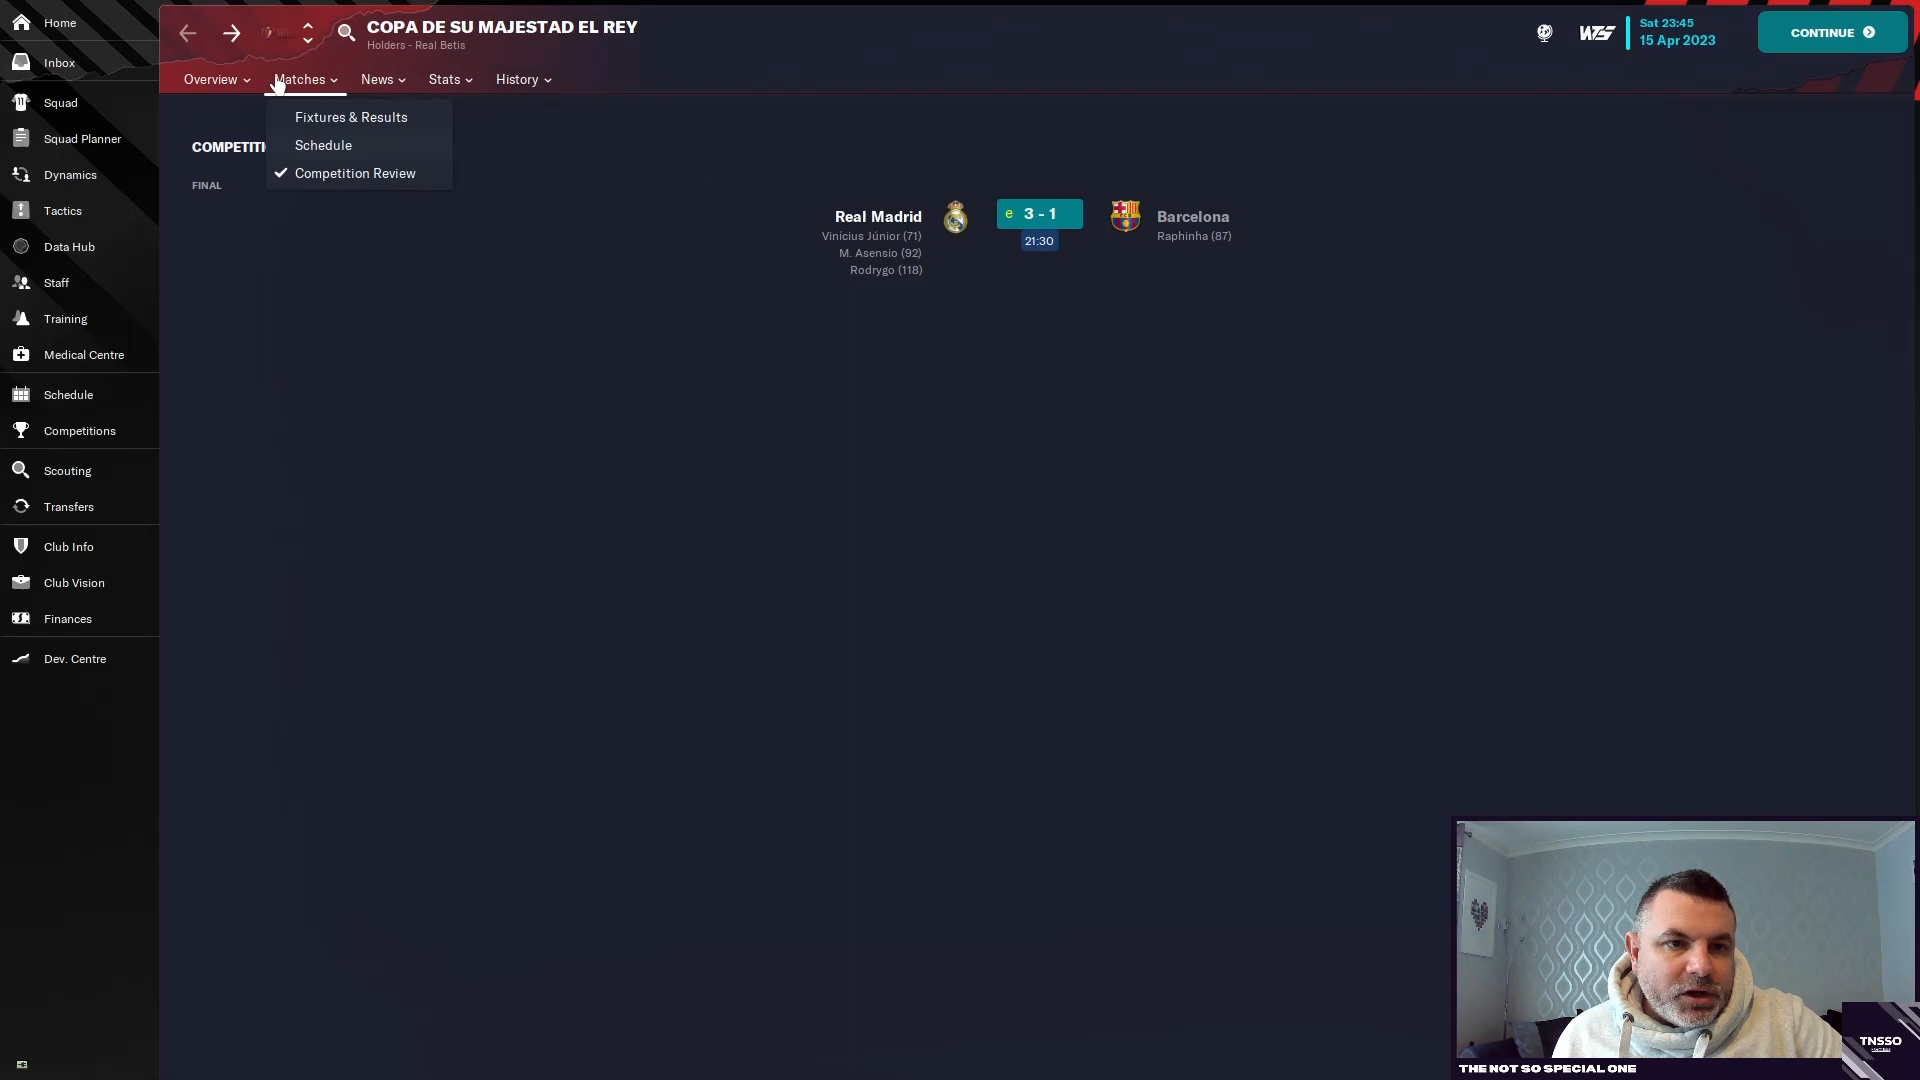 Home
Inbox
Squad
Squad Planner
Dynamics
Tactics
Data Hub
Staff
Training
Medical Centre
Schedule
Competitions
Scouting
Transfers
Club Info
Club Vision
Finances
Dev. Centre
COPA DE SU MAJESTAD EL REY
Holders - Real Betis
Sat 23:45
15 Apr 2023
CONTINUE
Overview Matches News Stats History
Fixtures & Results
Schedule
Competition Review
COMPETITI
FINAL
Real Madrid e 3 - 1 Barcelona
Vinícius Júnior (71) 21:30 Raphinha (87)
M. Asensio (92)
Rodrygo (118)
TNSSO
THE NOT SO SPECIAL ONE